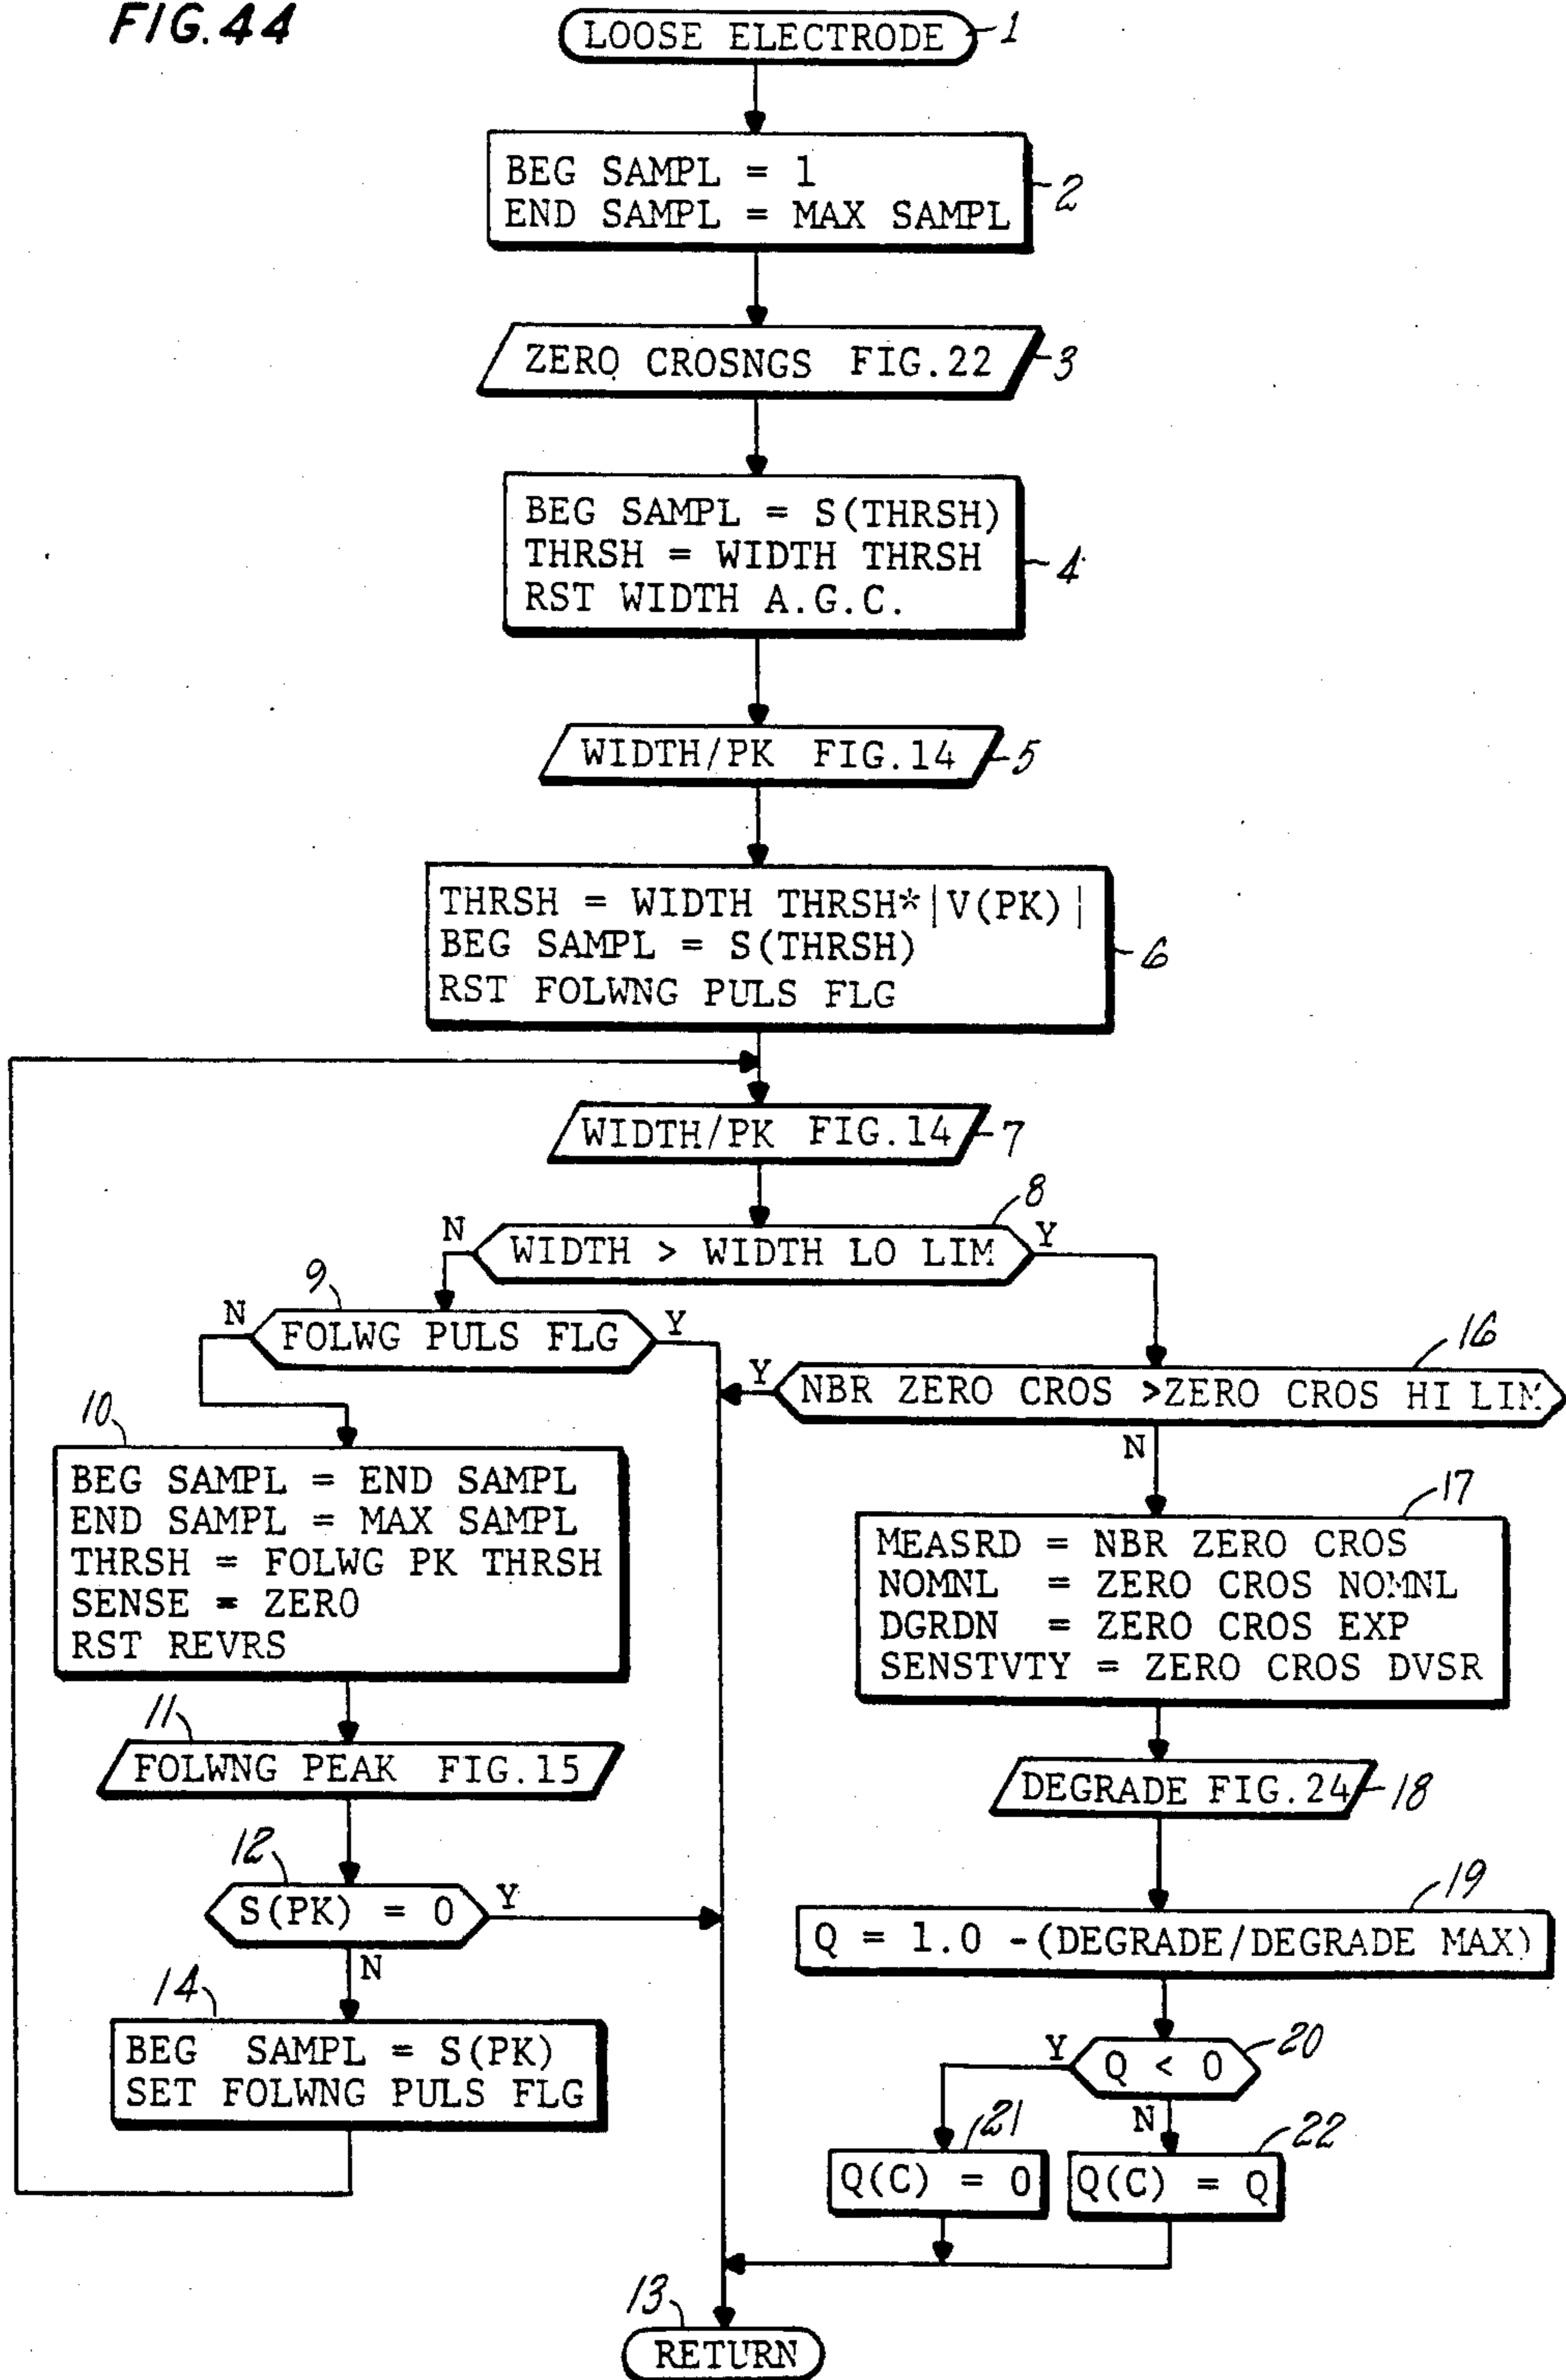 FIG.44
LOOSE ELECTRODE
1
BEG SAMPL = 1
END SAMPL = MAX SAMPL
2
ZERO CROSNGS FIG.22
3
BEG SAMPL = S(THRSH)
THRSH = WIDTH THRSH
RST WIDTH A.G.C.
4
WIDTH/PK FIG.14
5
THRSH = WIDTH THRSH*|V(PK)|
BEG SAMPL = S(THRSH)
RST FOLWNG PULS FLG
6
WIDTH/PK FIG.14
7
8
N
WIDTH > WIDTH LO LIM
Y
9
N
FOLWG PULS FLG
Y
16
Y
NBR ZERO CROS >ZERO CROS HI LIM
N
10
BEG SAMPL = END SAMPL
END SAMPL = MAX SAMPL
THRSH = FOLWG PK THRSH
SENSE = ZERO
RST REVRS
17
MEASRD = NBR ZERO CROS
NOMNL = ZERO CROS NOMNL
DGRDN = ZERO CROS EXP
SENSTVTY = ZERO CROS DVSR
11
FOLWNG PEAK FIG.15
DEGRADE FIG.24
18
12
S(PK) = 0
Y
N
19
Q = 1.0 -(DEGRADE/DEGRADE MAX)
14
BEG SAMPL = S(PK)
SET FOLWNG PULS FLG
20
Y
Q < 0
N
21
Q(C) = 0
22
Q(C) = Q
13
RETURN